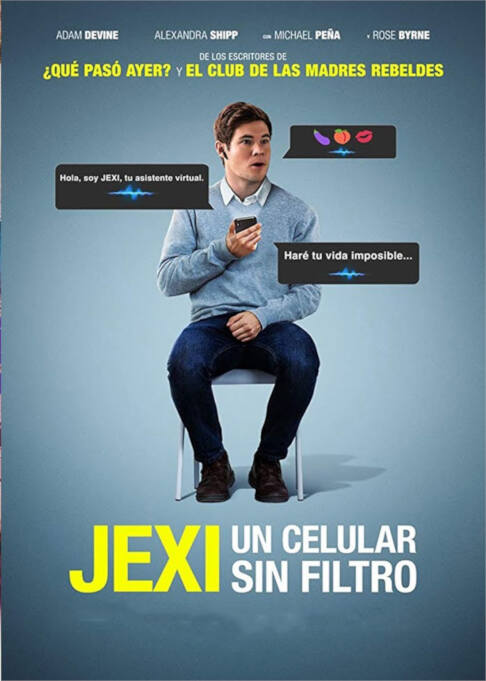 ADAM DEVINE ALEXANDRA SHIPP CON MICHAEL PEÑA Y ROSE BYRNE
DE LOS ESCRITORES DE
¿QUÉ PASÓ AYER? Y EL CLUB DE LAS MADRES REBELDES
Hola, soy JEXI, tu asistente virtual.
Haré tu vida imposible...
JEXI UN CELULAR
SIN FILTRO